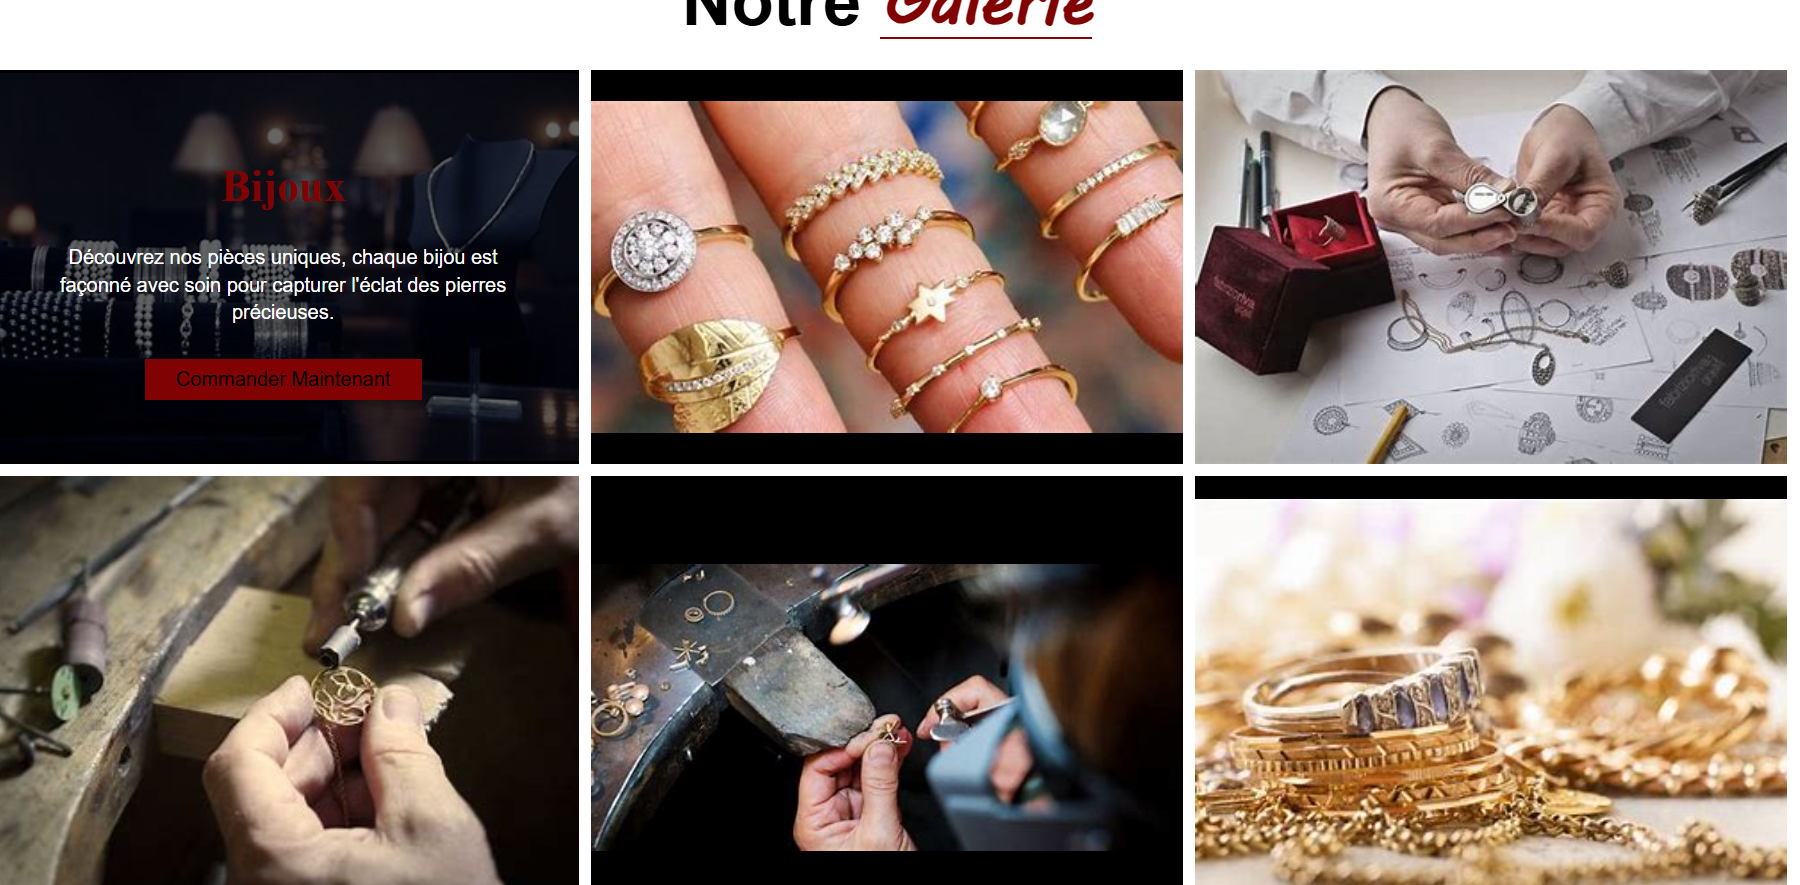 Notre Galerie
Bijoux
Découvrez nos pièces uniques, chaque bijou est
façonné avec soin pour capturer l'éclat des pierres
précieuses.
Commander Maintenant